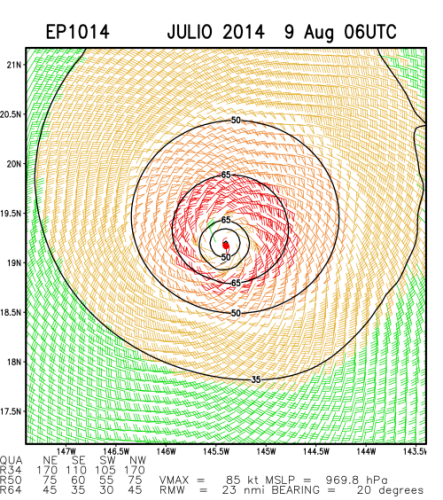 EP1014 JULIO 2014 9 Aug 06UTC
21N
20.5N
50
20N
65
19.5N
65
19N
50
65
18.5N
50
18N
35
17.5N
147W 146.5W 146W 145.5W 145W 144.5W 144W 143.5W
QUA NE SE SW NW
R34 170 110 105 170
R50 75 60 55 75 VMAX = 85 kt MSLP = 969.8 hPa
R64 45 35 30 45 RMW = 23 nmi BEARING = 20 degrees